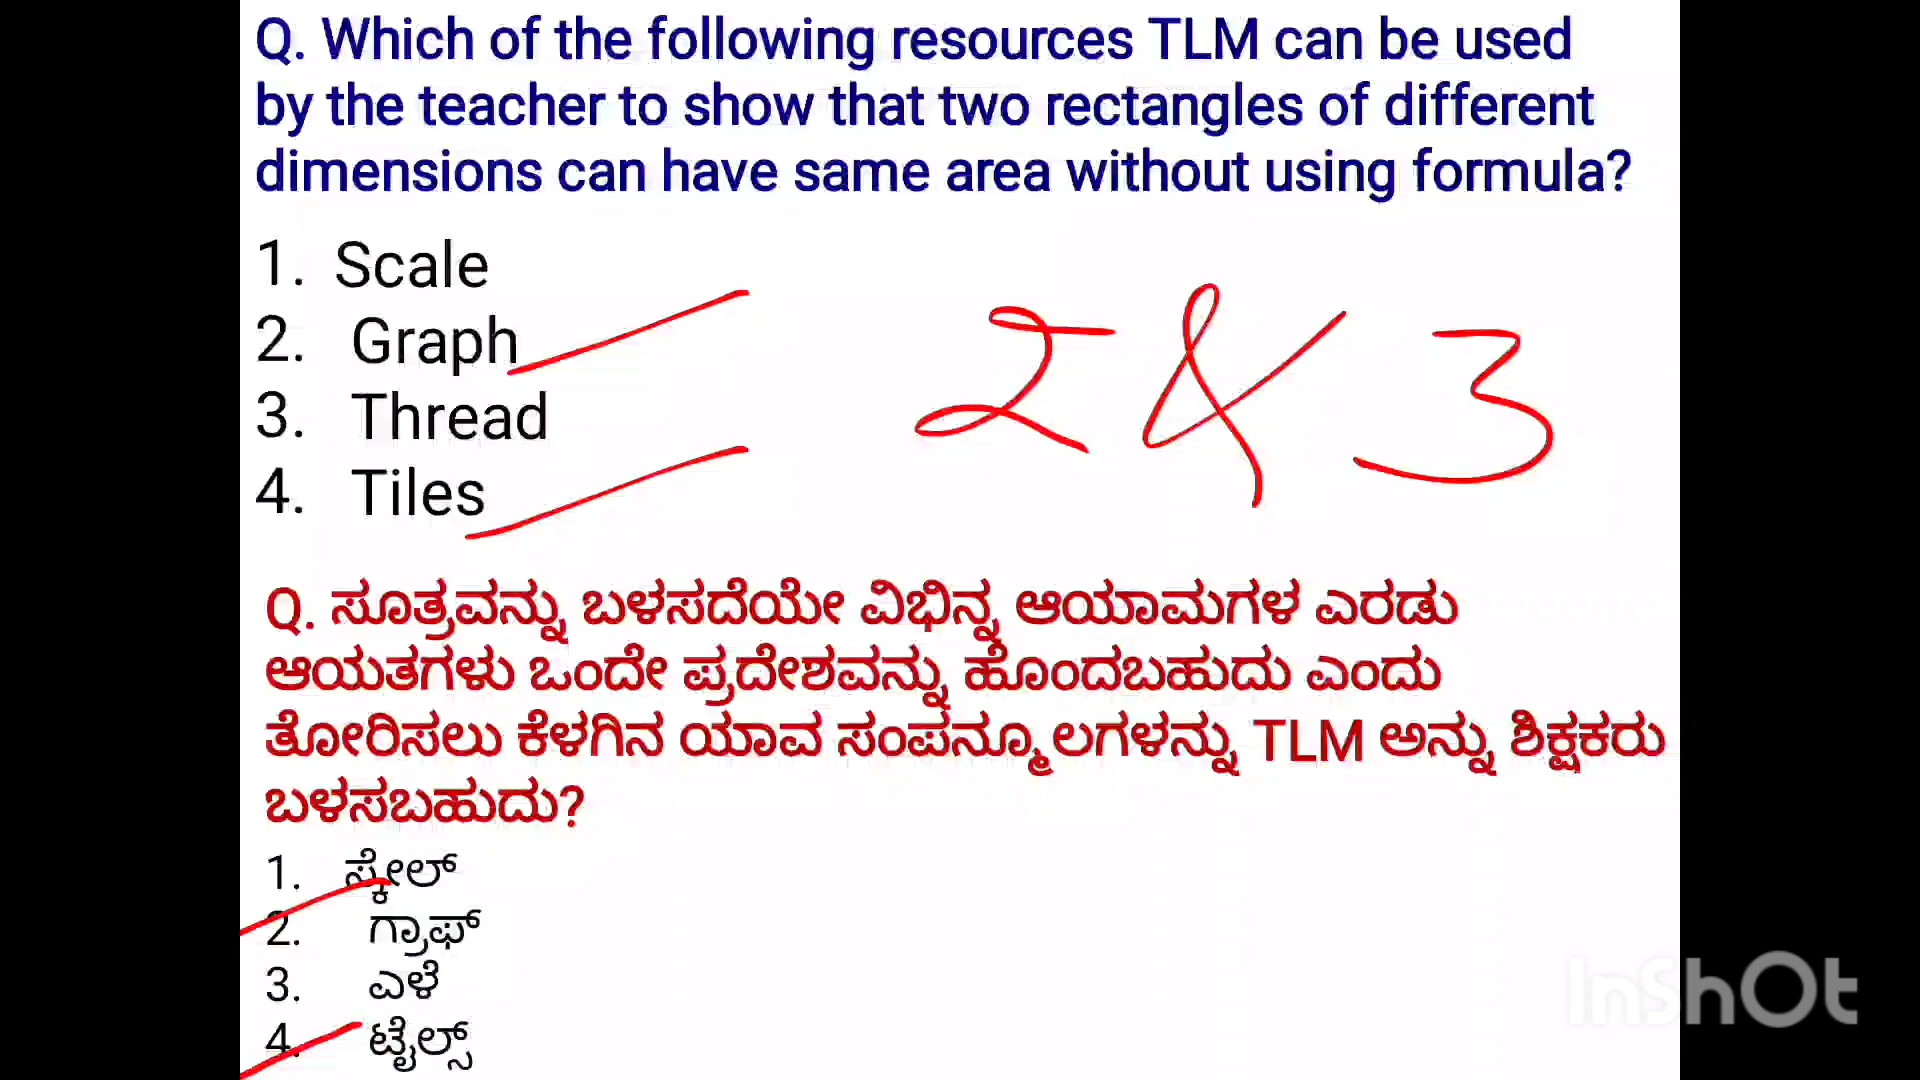 Q. Which of the following resources TLM can be used
by the teacher to show that two rectangles of different
dimensions can have same area without using formula?
1. Scale
2. Graph
3. Thread
4. Tiles
2 & 3
Q. ಸೂತ್ರವನ್ನು ಬಳಸದೆಯೇ ವಿಭಿನ್ನ ಆಯಾಮಗಳ ಎರಡು
ಆಯತಗಳು ಒಂದೇ ಪ್ರದೇಶವನ್ನು ಹೊಂದಬಹುದು ಎಂದು
ತೋರಿಸಲು ಕೆಳಗಿನ ಯಾವ ಸಂಪನ್ಮೂಲಗಳನ್ನು TLM ಅನ್ನು ಶಿಕ್ಷಕರು
ಬಳಸಬಹುದು?
1. ಸ್ಕೇಲ್
2. ಗ್ರಾಫ್
3. ಎಳೆ
4. ಟೈಲ್ಸ್
InShOt